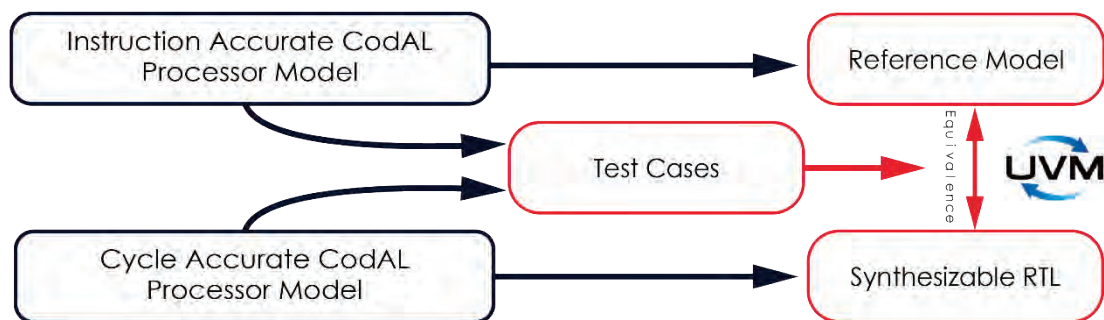 Instruction Accurate CodAL
Processor Model
Reference Model
Test Cases
Equivalence
UVM
Cycle Accurate CodAL
Processor Model
Synthesizable RTL